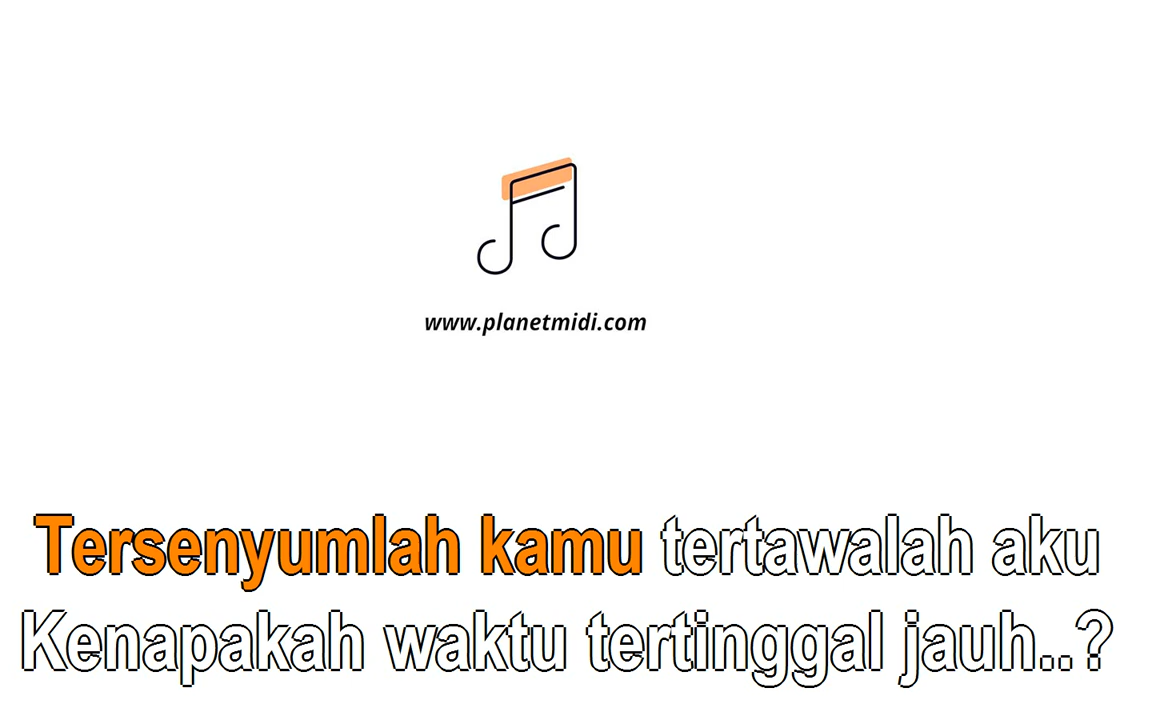 www.planetmidi.com
Tersenyumlah kamu tertawalah aku
Kenapakah waktu tertinggal jauh..?